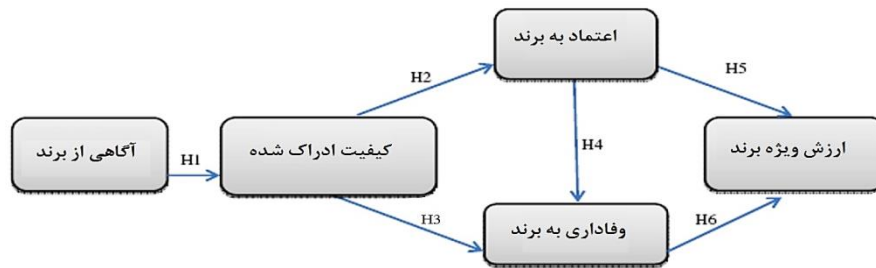 اعتماد به برند
H2
H5
آگاهی از برند
H1
کیفیت ادراک شده
H4
ارزش ویژه برند
H3
وفاداری به برند
H6